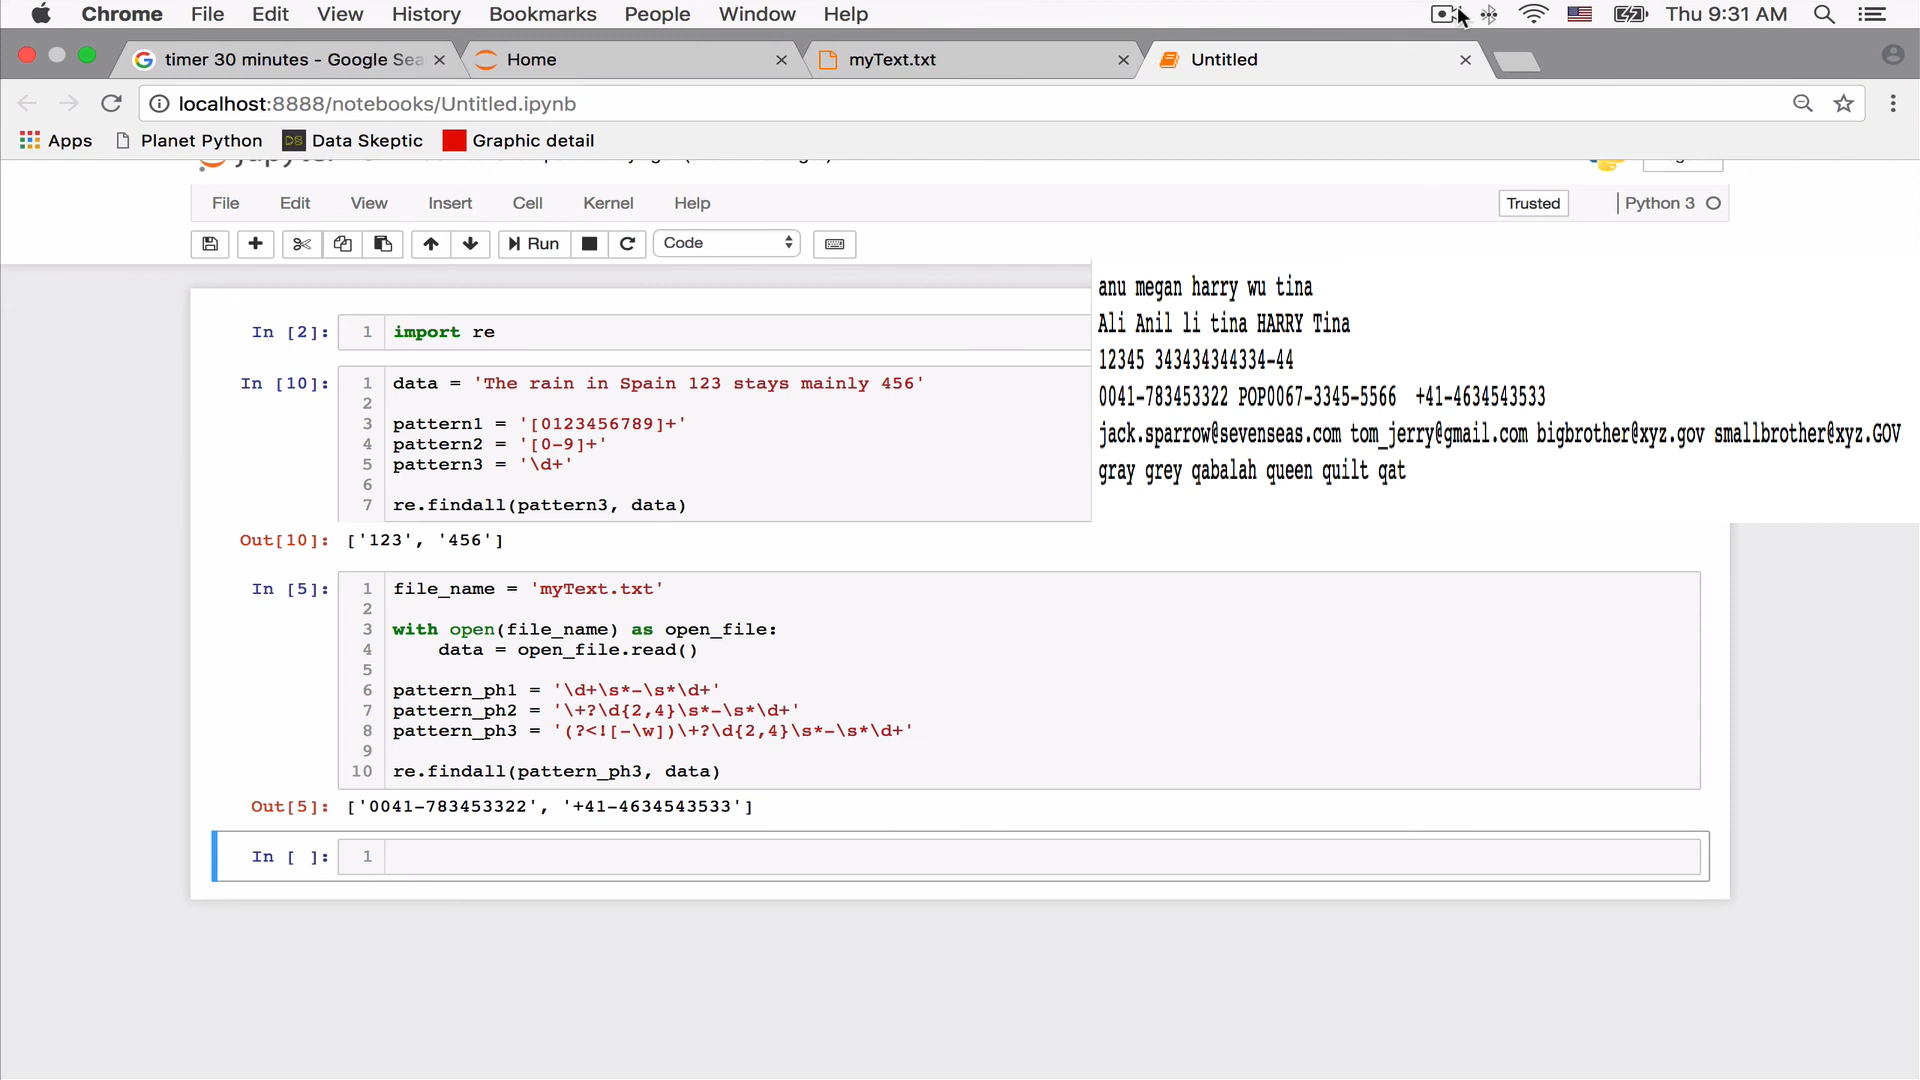 Chrome File Edit View History Bookmarks People Window Help Thu 9:31 AM
timer 30 minutes - Google Sea Home myText.txt Untitled
localhost:8888/notebooks/Untitled.ipynb
Apps Planet Python DS Data Skeptic Graphic detail
File Edit View Insert Cell Kernel Help Trusted Python 3
Run Code
anu megan harry wu tina
Ali Anil li tina HARRY Tina
12345 343434344334-44
0041-783453322 POP0067-3345-5566 +41-4634543533
jack.sparrow@sevenseas.com tom_jerry@gmail.com bigbrother@xyz.gov smallbrother@xyz.GOV
gray grey qabalah queen quilt qat
In [2]: 1 import re
In [10]: 1 data = 'The rain in Spain 123 stays mainly 456'
2
3 pattern1 = '[0123456789]+'
4 pattern2 = '[0-9]+'
5 pattern3 = '\d+'
6
7 re.findall(pattern3, data)
Out[10]: ['123', '456']
In [5]: 1 file_name = 'myText.txt'
2
3 with open(file_name) as open_file:
4 data = open_file.read()
5
6 pattern_ph1 = '\d+\s*-\s*\d+'
7 pattern_ph2 = '\+?\d{2,4}\s*-\s*\d+'
8 pattern_ph3 = '(?<![-\w])\+?\d{2,4}\s*-\s*\d+'
9
10 re.findall(pattern_ph3, data)
Out[5]: ['0041-783453322', '+41-4634543533']
In [ ]: 1